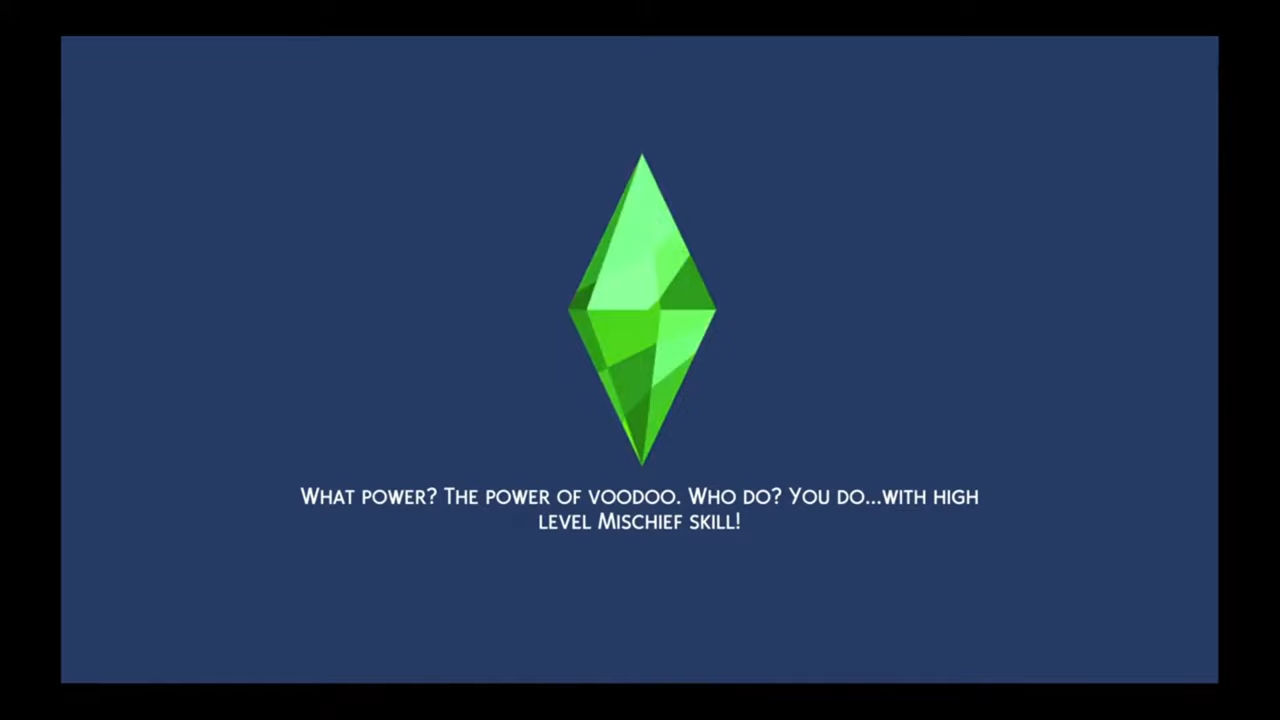 What power? The power of voodoo. Who do? You do...with high
level Mischief skill!